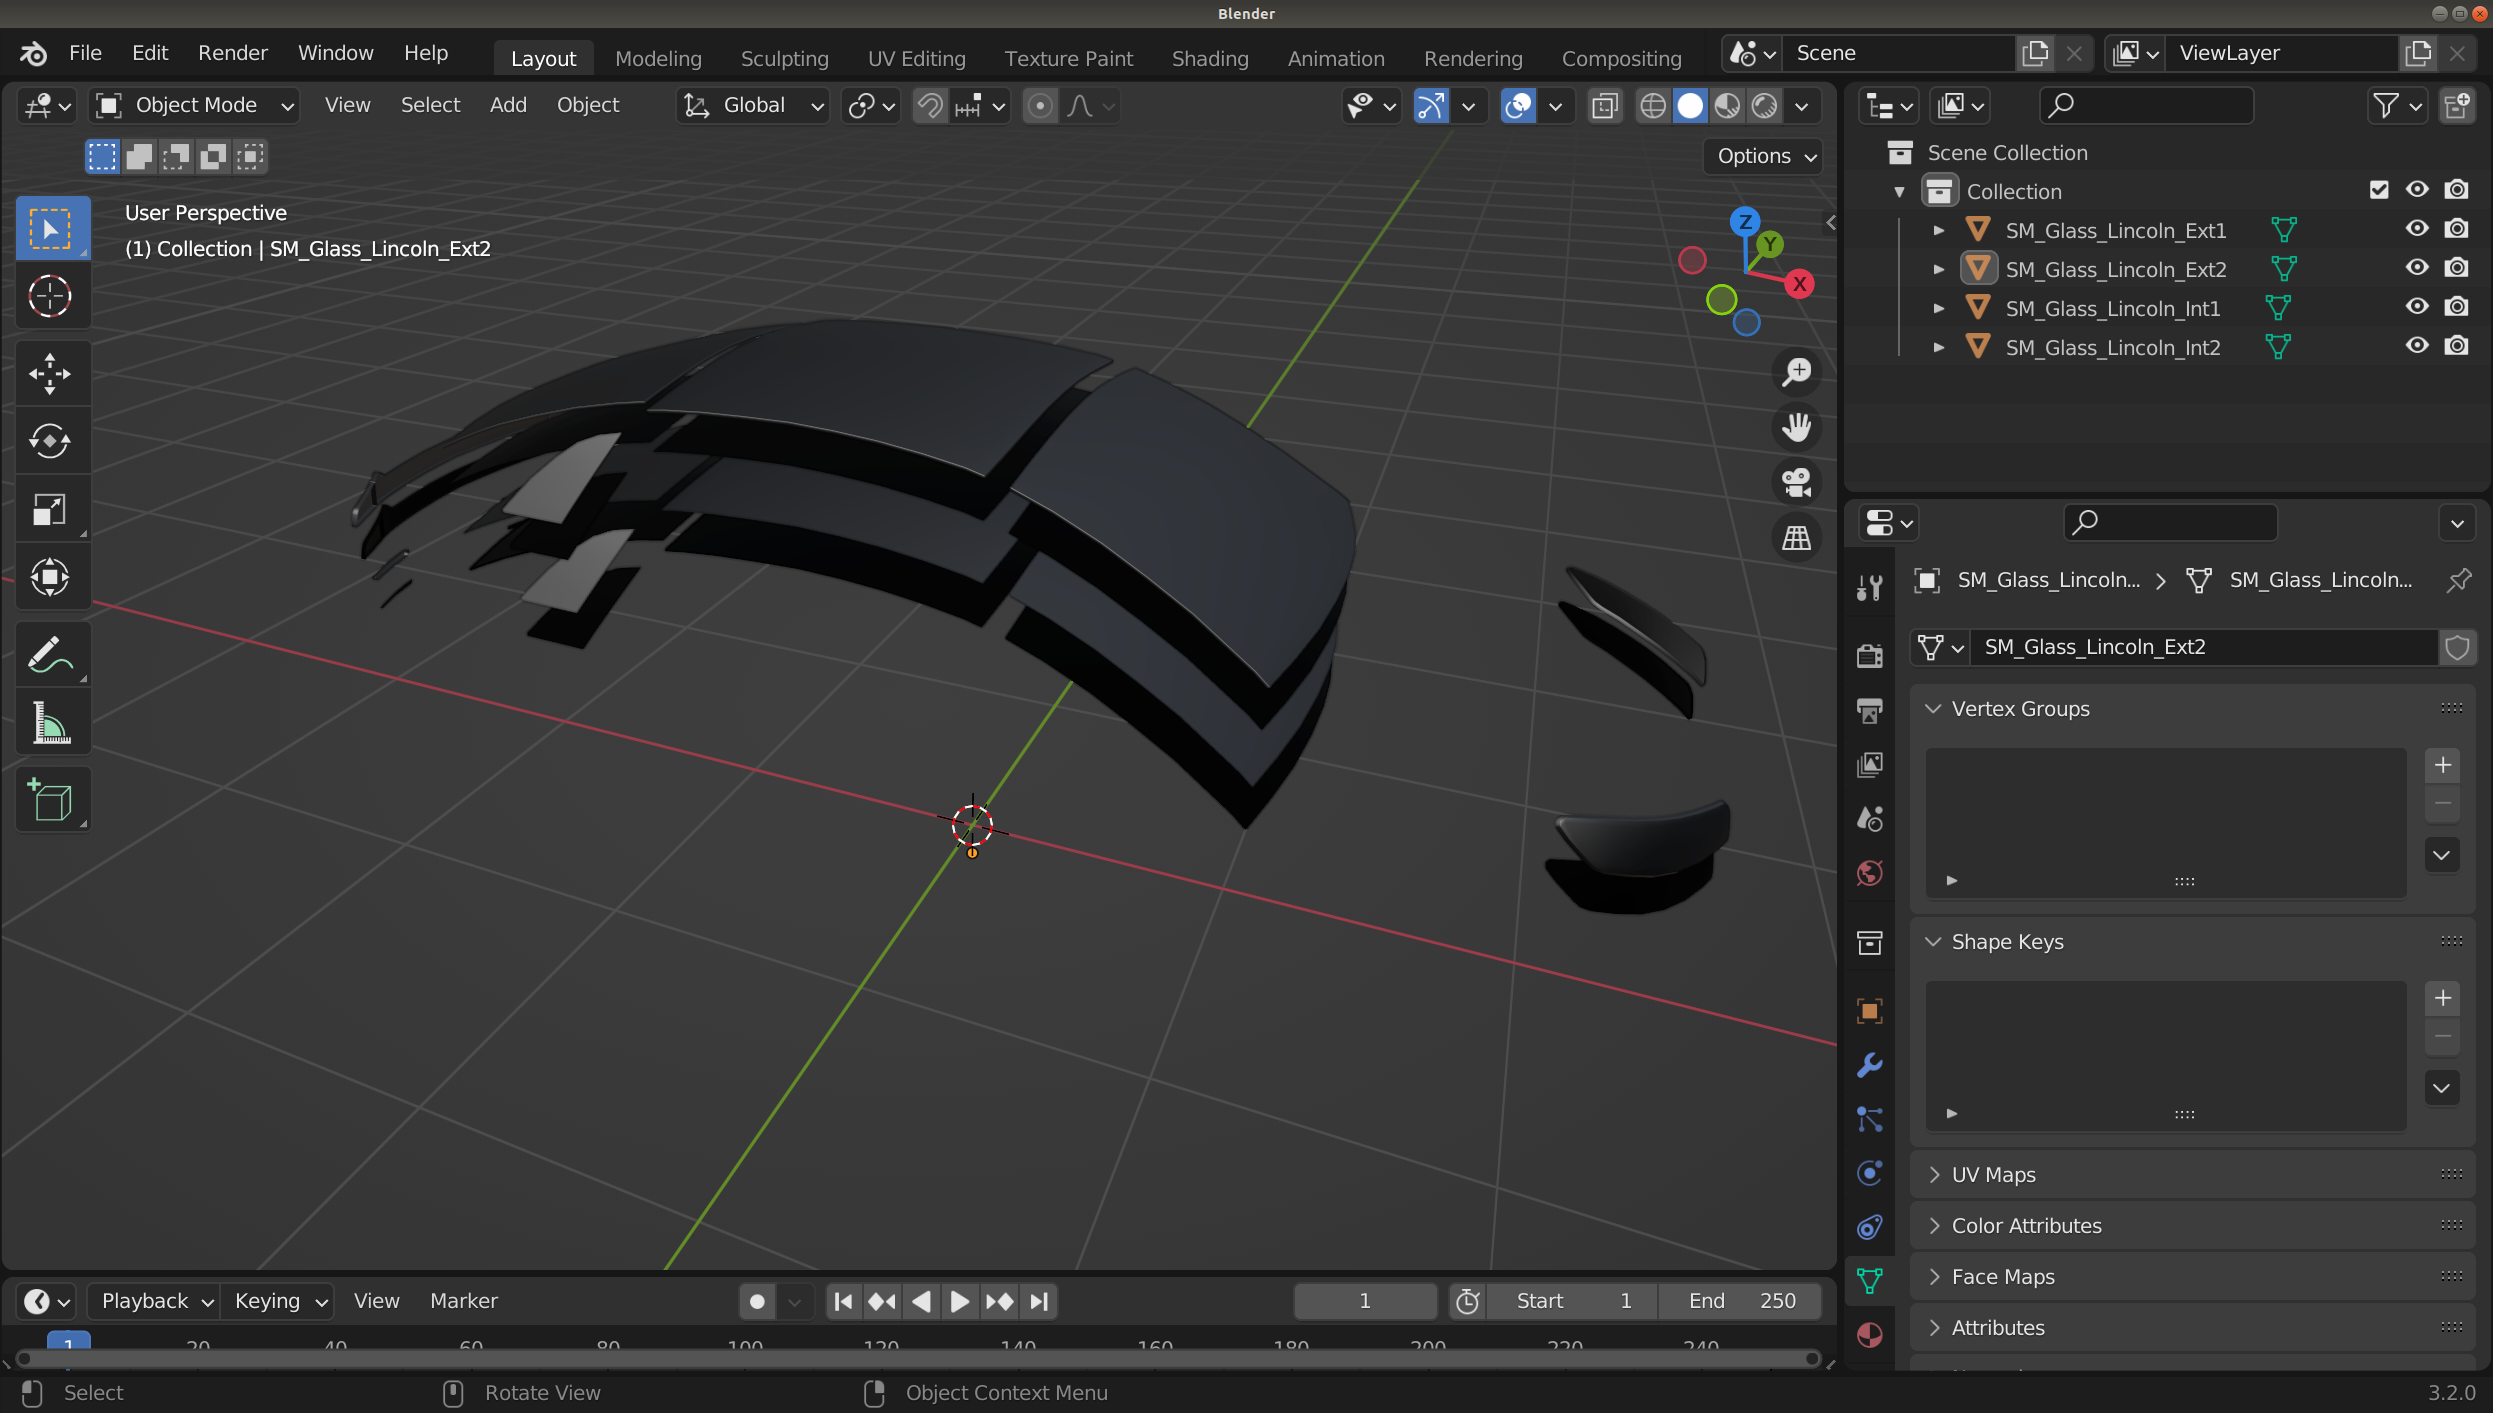 Blender
File Edit Render Window Help Layout Modeling Sculpting UV Editing Texture Paint Shading Animation Rendering Compositing Scene ViewLayer
Object Mode View Select Add Object Global
Options
User Perspective
(1) Collection | SM_Glass_Lincoln_Ext2
Z
Y
X
Scene Collection
Collection
SM_Glass_Lincoln_Ext1
SM_Glass_Lincoln_Ext2
SM_Glass_Lincoln_Int1
SM_Glass_Lincoln_Int2
SM_Glass_Lincoln... SM_Glass_Lincoln...
SM_Glass_Lincoln_Ext2
Vertex Groups
Shape Keys
UV Maps
Color Attributes
Face Maps
Attributes
Playback Keying View Marker 1 Start 1 End 250
1 20 40 60 80 100 120 140 160 180 200 220 240
Select Rotate View Object Context Menu 3.2.0